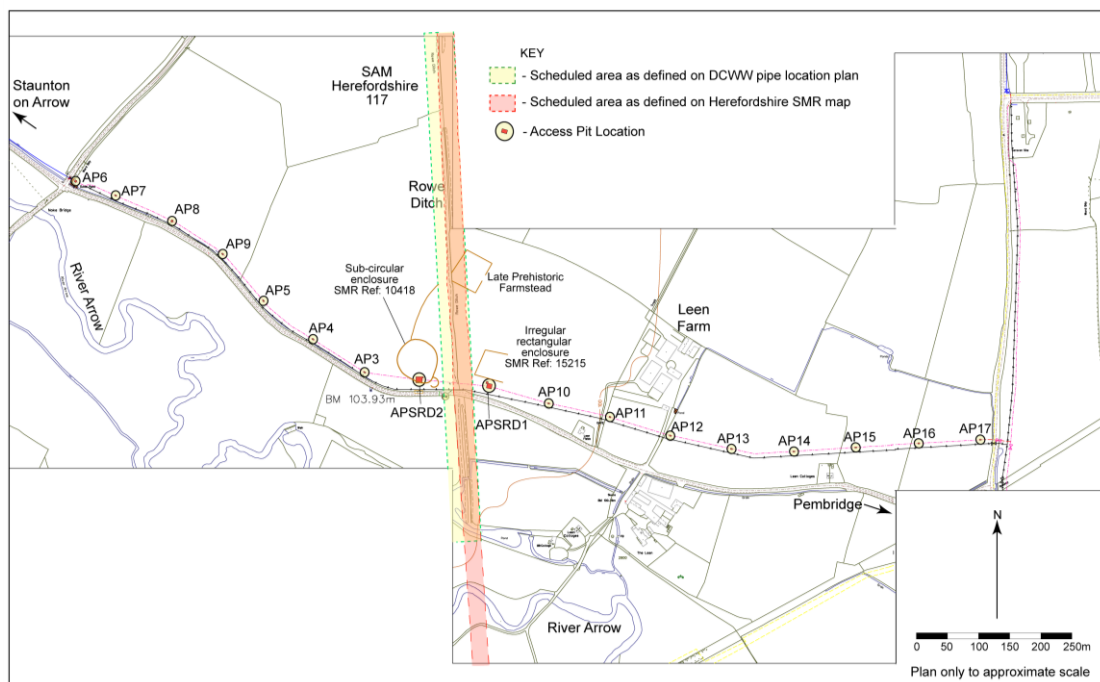 Staunton
on Arrow
SAM
Herefordshire
117
KEY
- Scheduled area as defined on DCWW pipe location plan
- Scheduled area as defined on Herefordshire SMR map
- Access Pit Location
AP6
AP7
AP8
AP9
AP5
AP4
AP3
Rowe
Ditch
River Arrow
Sub-circular
enclosure
SMR Ref: 10418
Late Prehistoric
Farmstead
Irregular
rectangular
enclosure
SMR Ref: 15215
Leen
Farm
BM 103.93m
APSRD2
APSRD1
AP10
AP11
AP12
AP13
AP14
AP15
AP16
AP17
Leen Cottages
Pembridge
The Leen
River Arrow
N
0 50 100 150 200 250m
Plan only to approximate scale